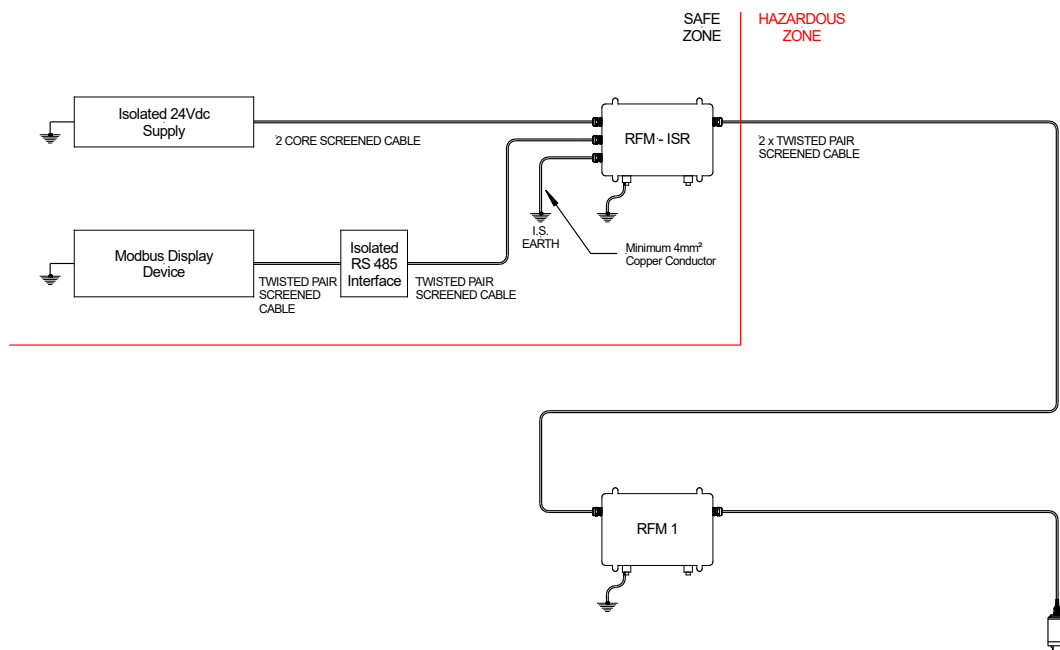 SAFE
ZONE
HAZARDOUS
ZONE
Isolated 24Vdc
Supply
2 CORE SCREENED CABLE
RFM - ISR
2 x TWISTED PAIR
SCREENED CABLE
I.S.
EARTH
Minimum 4mm²
Copper Conductor
Modbus Display
Device
Isolated
RS 485
Interface
TWISTED PAIR
SCREENED
CABLE
TWISTED PAIR
SCREENED CABLE
RFM 1